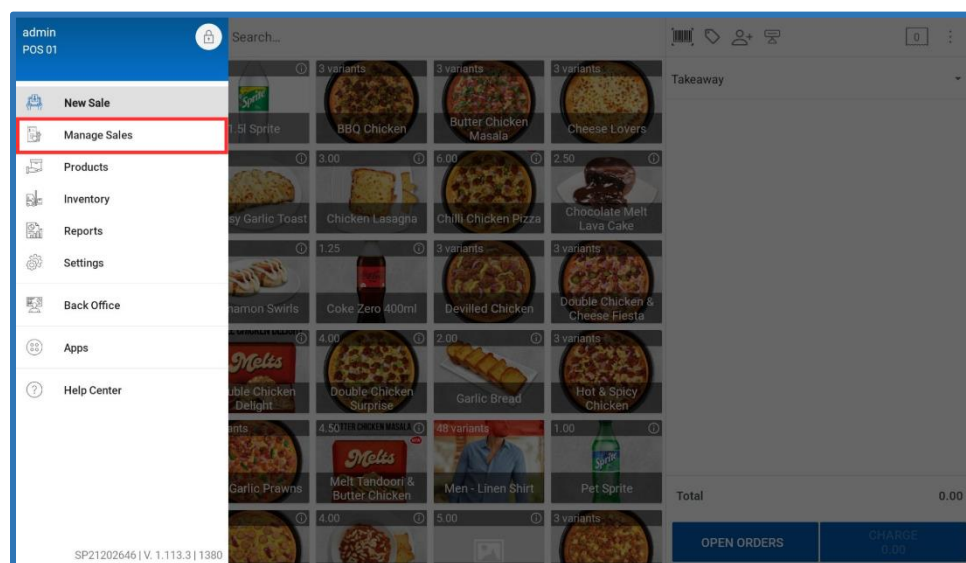 admin
POS 01
New Sale
Manage Sales
Products
Inventory
Reports
Settings
Back Office
Apps
Help Center
SP21202646 | V. 1.113.3 | 1380
Search...
Sprite
1.5l Sprite
3 variants
BBQ Chicken
3 variants
Butter Chicken
Masala
3 variants
Cheese Lovers
sy Garlic Toast
3.00
Chicken Lasagna
6.00
Chilli Chicken Pizza
2.50
Chocolate Melt
Lava Cake
namon Swirls
1.25
Coke Zero 400ml
3 variants
Devilled Chicken
3 variants
Double Chicken &
Cheese Fiesta
Melts
uble Chicken
Delight
4.00
Double Chicken
Surprise
2.00
Garlic Bread
3 variants
Hot & Spicy
Chicken
ants
Garlic Prawns
4.50
Melts
Melt Tandoori &
Butter Chicken
48 variants
Men - Linen Shirt
1.00
Sprite
Pet Sprite
4.00
5.00
3 variants
0
Takeaway
Total 0.00
OPEN ORDERS
CHARGE
0.00